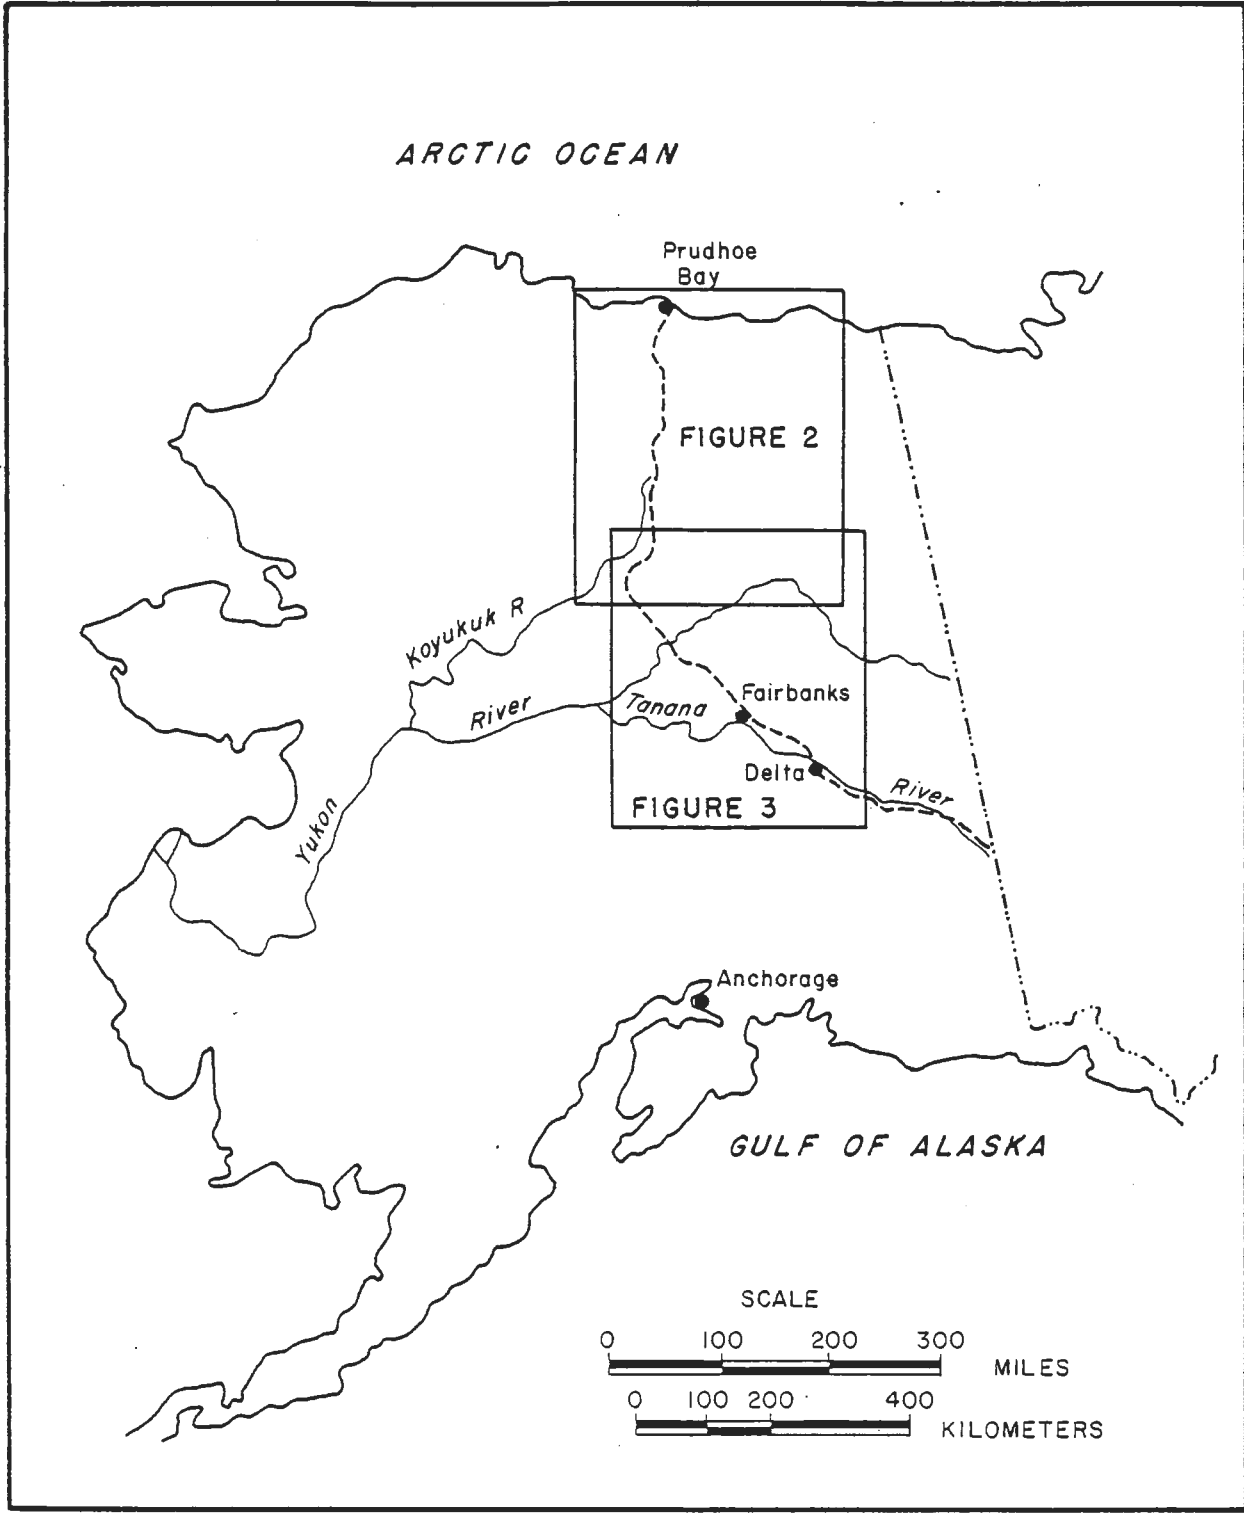 ARCTIC OCEAN
Prudhoe
Bay
FIGURE 2
Koyukuk R
River
Tanana
Fairbanks
Delta
River
FIGURE 3
Yukon
Anchorage
GULF OF ALASKA
SCALE
0 100 200 300
MILES
0 100 200 400
KILOMETERS